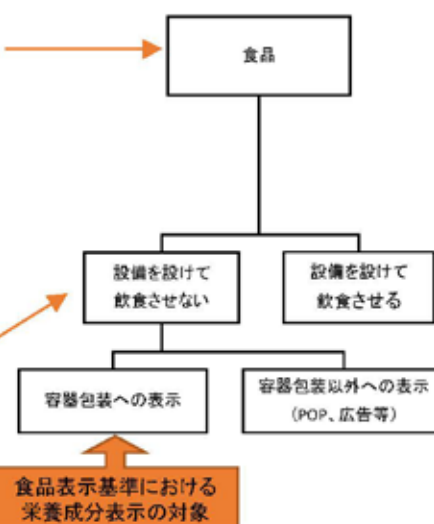 食品
設備を設けて
飲食させない
設備を設けて
飲食させる
容器包装への表示
容器包装以外への表示
(POP、広告等)
食品表示基準における
栄養成分表示の対象